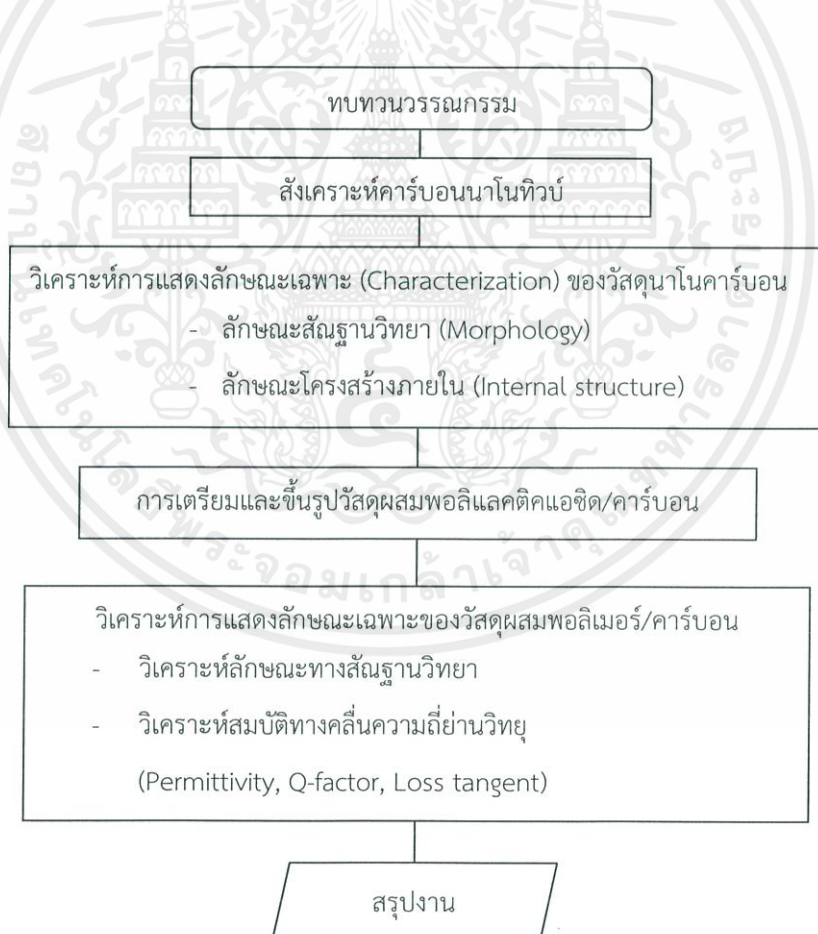 ทบทวนวรรณกรรม
สังเคราะห์คาร์บอนนาโนทิวบ์
วิเคราะห์การแสดงลักษณะเฉพาะ (Characterization) ของวัสดุนาโนคาร์บอน
- ลักษณะสัณฐานวิทยา (Morphology)
- ลักษณะโครงสร้างภายใน (Internal structure)
การเตรียมและขึ้นรูปวัสดุผสมพอลิแลคติคแอซิด/คาร์บอน
วิเคราะห์การแสดงลักษณะเฉพาะของวัสดุผสมพอลิเมอร์/คาร์บอน
- วิเคราะห์ลักษณะทางสัณฐานวิทยา
- วิเคราะห์สมบัติทางคลื่นความถี่ย่านวิทยุ
(Permittivity, Q-factor, Loss tangent)
สรุปงาน